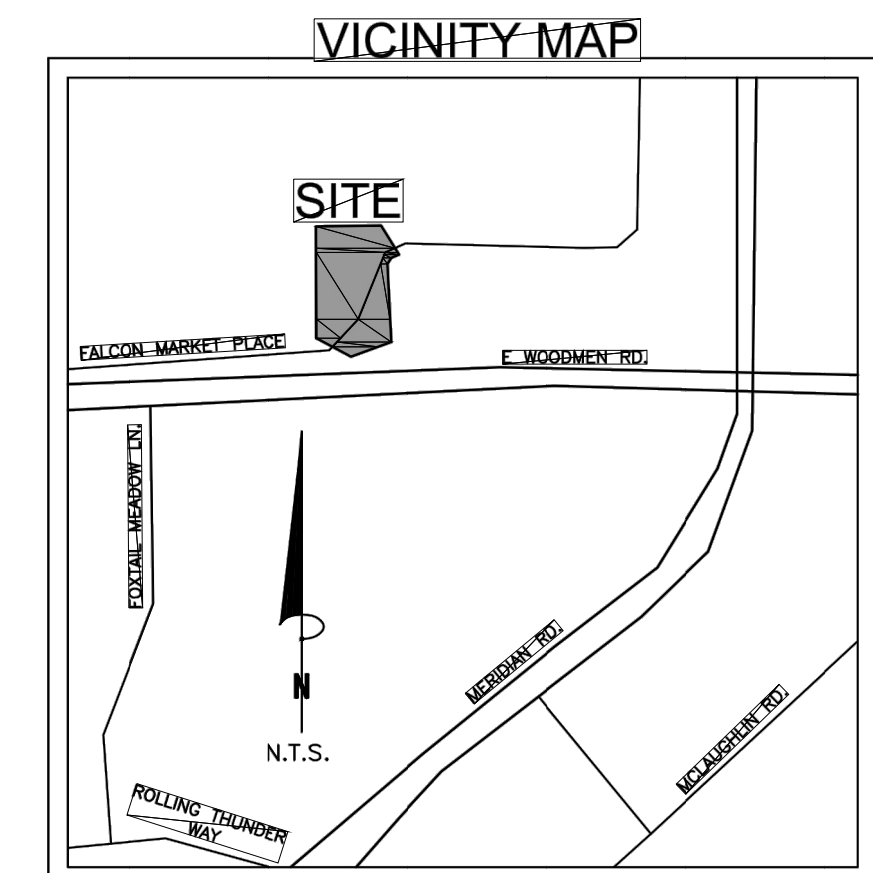 VICINITY MAP
SITE
FALCON MARKET PLACE
E WOODMEN RD.
FOXTAIL MEADOW LN.
MERIDIAN RD.
N
N.T.S.
MCLAUGHLIN RD.
ROLLING THUNDER
WAY